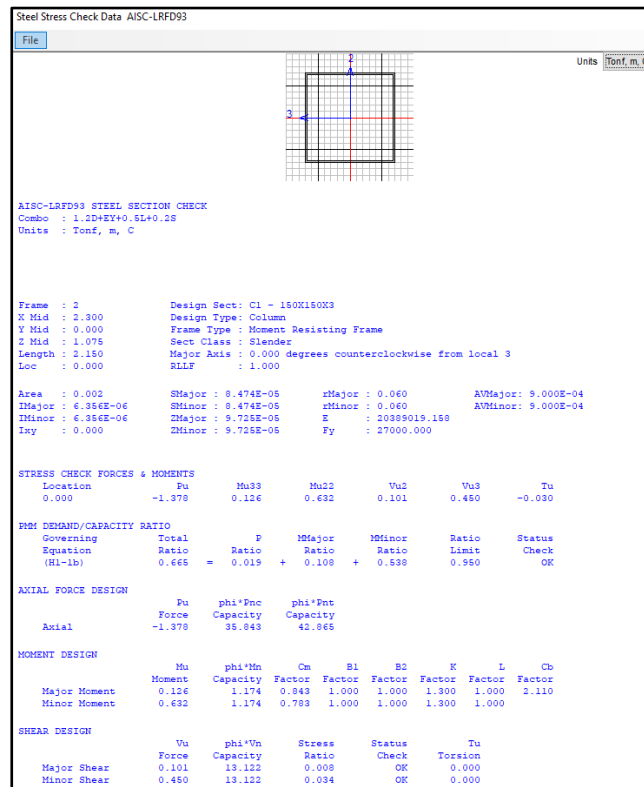 Steel Stress Check Data AISC-LRFD93
File
Units Tonf, m, C
2
3
AISC-LRFD93 STEEL SECTION CHECK
Combo : 1.2D+EY+0.5L+0.2S
Units : Tonf, m, C
Frame : 2 Design Sect: C1 - 150X150X3
X Mid : 2.300 Design Type: Column
Y Mid : 0.000 Frame Type : Moment Resisting Frame
Z Mid : 1.075 Sect Class : Slender
Length : 2.150 Major Axis : 0.000 degrees counterclockwise from local 3
Loc : 0.000 RLLF : 1.000
Area : 0.002 SMajor : 8.474E-05 rMajor : 0.060 AVMajor: 9.000E-04
IMajor : 6.356E-06 SMinor : 8.474E-05 rMinor : 0.060 AVMinor: 9.000E-04
IMinor : 6.356E-06 ZMajor : 9.725E-05 E : 20389019.158
Ixy : 0.000 ZMinor : 9.725E-05 Fy : 27000.000
STRESS CHECK FORCES & MOMENTS
Location Pu Mu33 Mu22 Vu2 Vu3 Tu
0.000 -1.378 0.126 0.632 0.101 0.450 -0.030
PMM DEMAND/CAPACITY RATIO
Governing Total P MMajor MMinor Ratio Status
Equation Ratio Ratio Ratio Ratio Limit Check
(H1-1b) 0.665 = 0.019 + 0.108 + 0.538 0.950 OK
AXIAL FORCE DESIGN
Pu phi*Pnc phi*Pnt
Force Capacity Capacity
Axial -1.378 35.843 42.865
MOMENT DESIGN
Mu phi*Mn Cm B1 B2 K L Cb
Moment Capacity Factor Factor Factor Factor Factor Factor
Major Moment 0.126 1.174 0.843 1.000 1.000 1.300 1.000 2.110
Minor Moment 0.632 1.174 0.783 1.000 1.000 1.300 1.000
SHEAR DESIGN
Vu phi*Vn Stress Status Tu
Force Capacity Ratio Check Torsion
Major Shear 0.101 13.122 0.008 OK 0.000
Minor Shear 0.450 13.122 0.034 OK 0.000